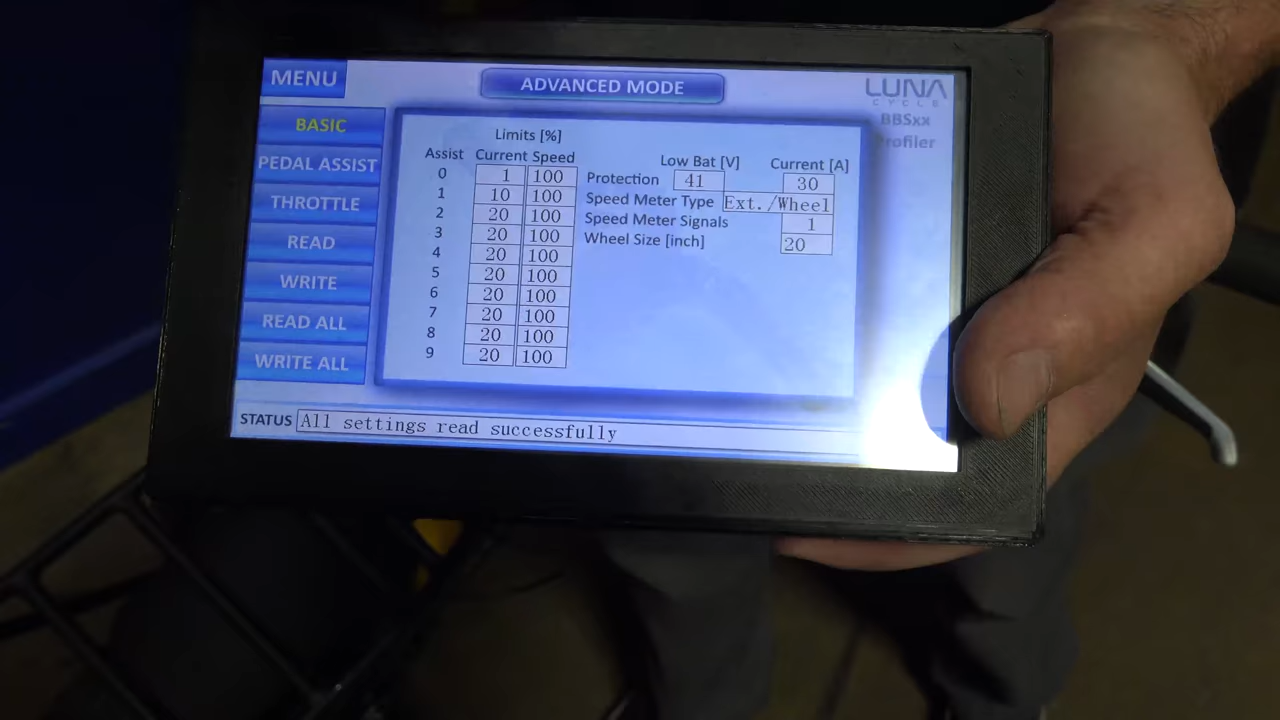 MENU
ADVANCED MODE
LUNA
CYCLE
BBSxx
Profiler
BASIC
PEDAL ASSIST
THROTTLE
READ
WRITE
READ ALL
WRITE ALL
Limits [%]
Assist Current Speed
0 1 100
1 10 100
2 20 100
3 20 100
4 20 100
5 20 100
6 20 100
7 20 100
8 20 100
9 20 100
Low Bat [V] Current [A]
Protection 41 30
Speed Meter Type Ext./Wheel
Speed Meter Signals 1
Wheel Size [inch] 20
STATUS All settings read successfully